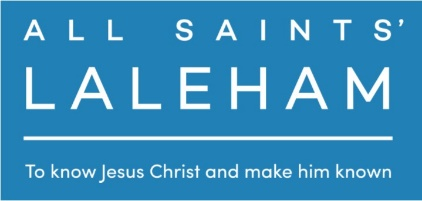 ALL SAINTS’
LALEHAM
To know Jesus Christ and make him known